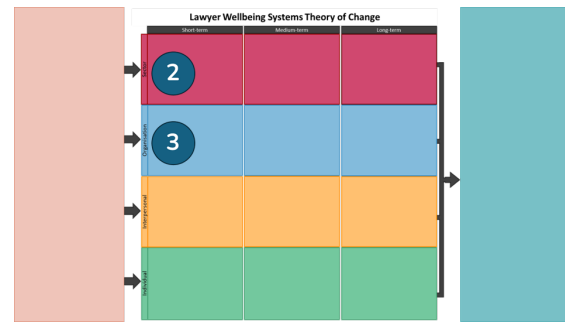 Lawyer Wellbeing Systems Theory of Change
Short-term Medium-term Long-term
Sector
2
Organisation
3
Interpersonal
Individual